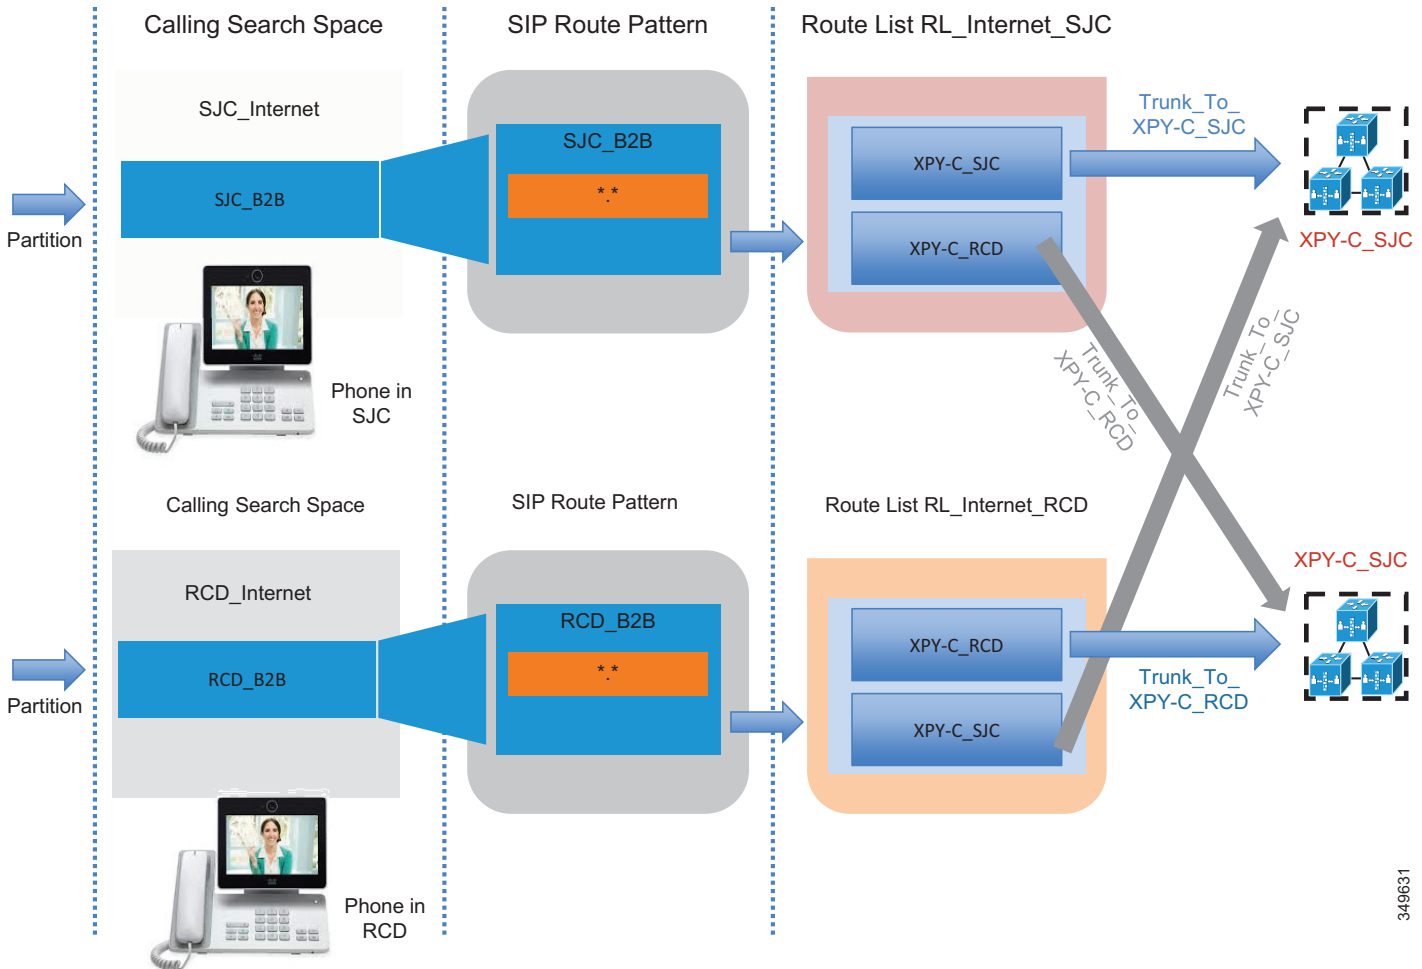 Calling Search Space
SIP Route Pattern
Route List RL_Internet_SJC
SJC_Internet
SJC_B2B
Partition
Phone in
SJC
SJC_B2B
*.*
XPY-C_SJC
XPY-C_RCD
Trunk_To_
XPY-C_SJC
XPY-C_SJC
Trunk_To_
XPY-C_RCD
Trunk_To_
XPY-C_SJC
Calling Search Space
SIP Route Pattern
Route List RL_Internet_RCD
RCD_Internet
RCD_B2B
Partition
Phone in
RCD
RCD_B2B
*.*
XPY-C_RCD
XPY-C_SJC
Trunk_To_
XPY-C_RCD
XPY-C_SJC
349631